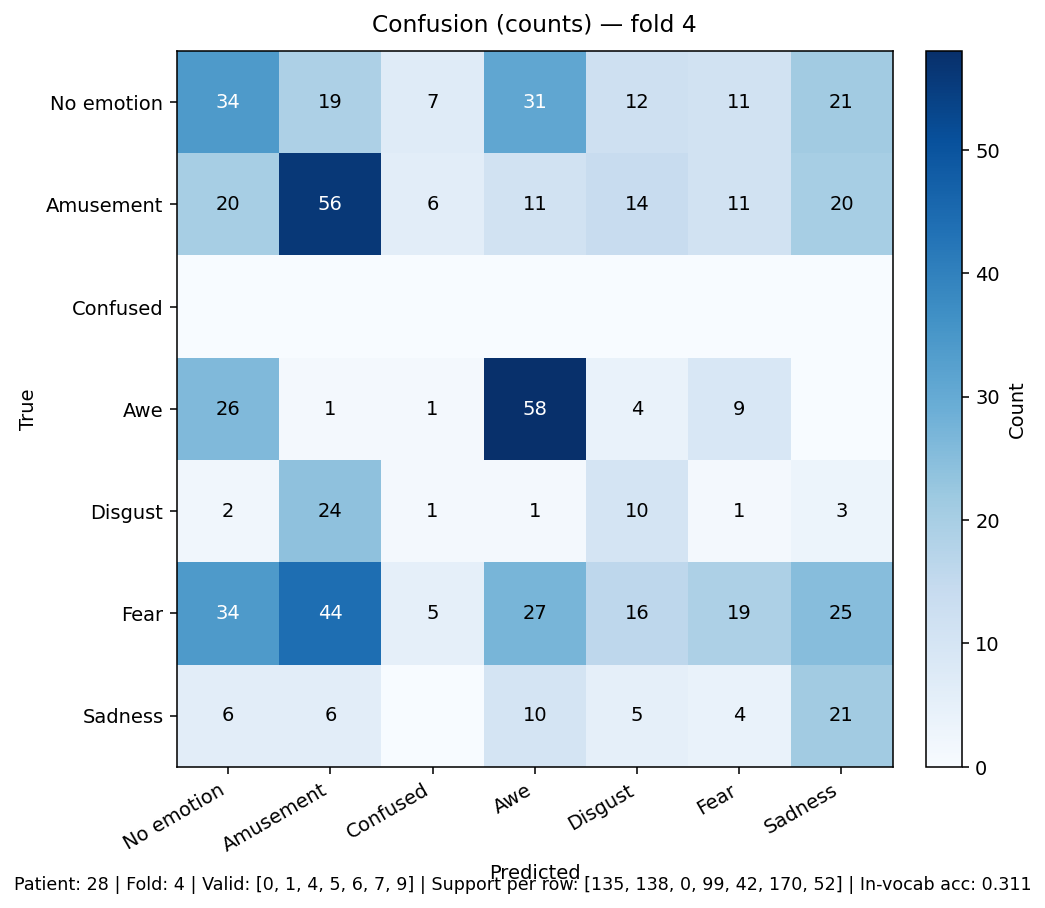 Confusion (counts) — fold 4
No emotion 34 19 7 31 12 11 21
Amusement 20 56 6 11 14 11 20
Confused
Awe 26 1 1 58 4 9
Disgust 2 24 1 1 10 1 3
Fear 34 44 5 27 16 19 25
Sadness 6 6 10 5 4 21
True
No emotion Amusement Confused Awe Disgust Fear Sadness
Predicted
50
40
30
20
10
0
Count
Patient: 28 | Fold: 4 | Valid: [0, 1, 4, 5, 6, 7, 9] | Support per row: [135, 138, 0, 99, 42, 170, 52] | In-vocab acc: 0.311